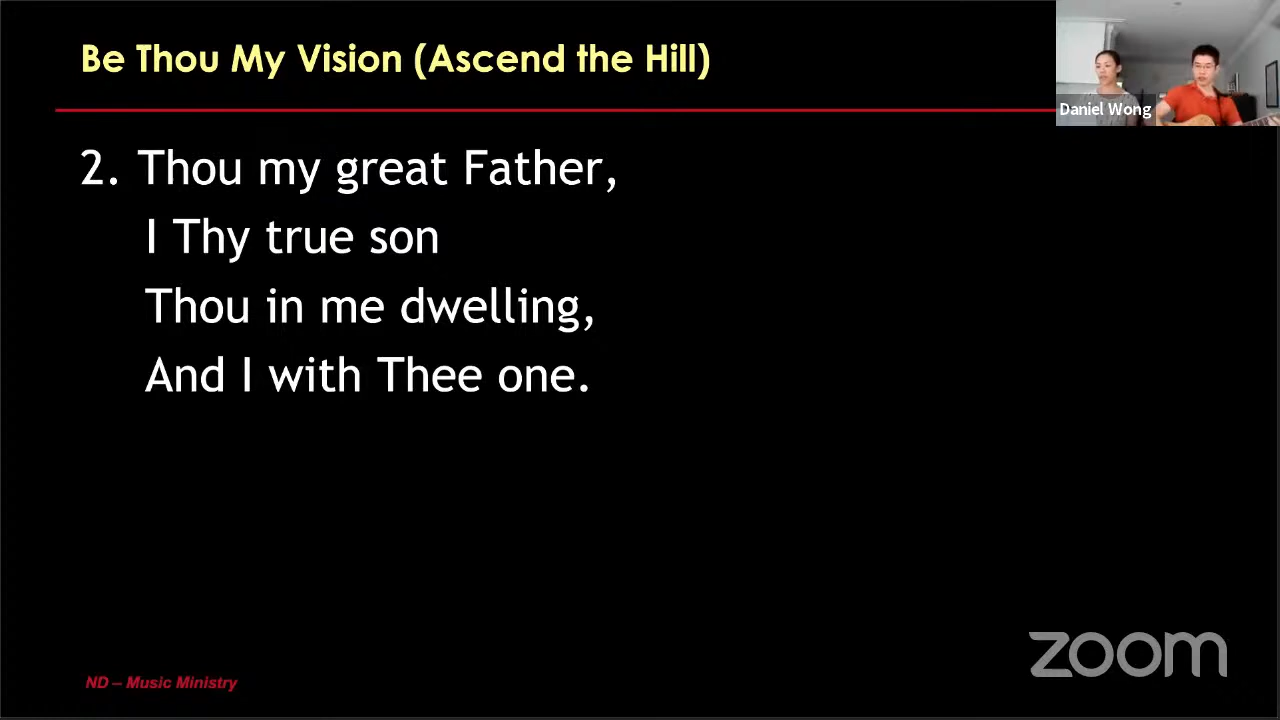 Be Thou My Vision (Ascend the Hill)
Daniel Wong
2. Thou my great Father,
I Thy true son
Thou in me dwelling,
And I with Thee one.
zoom
ND – Music Ministry